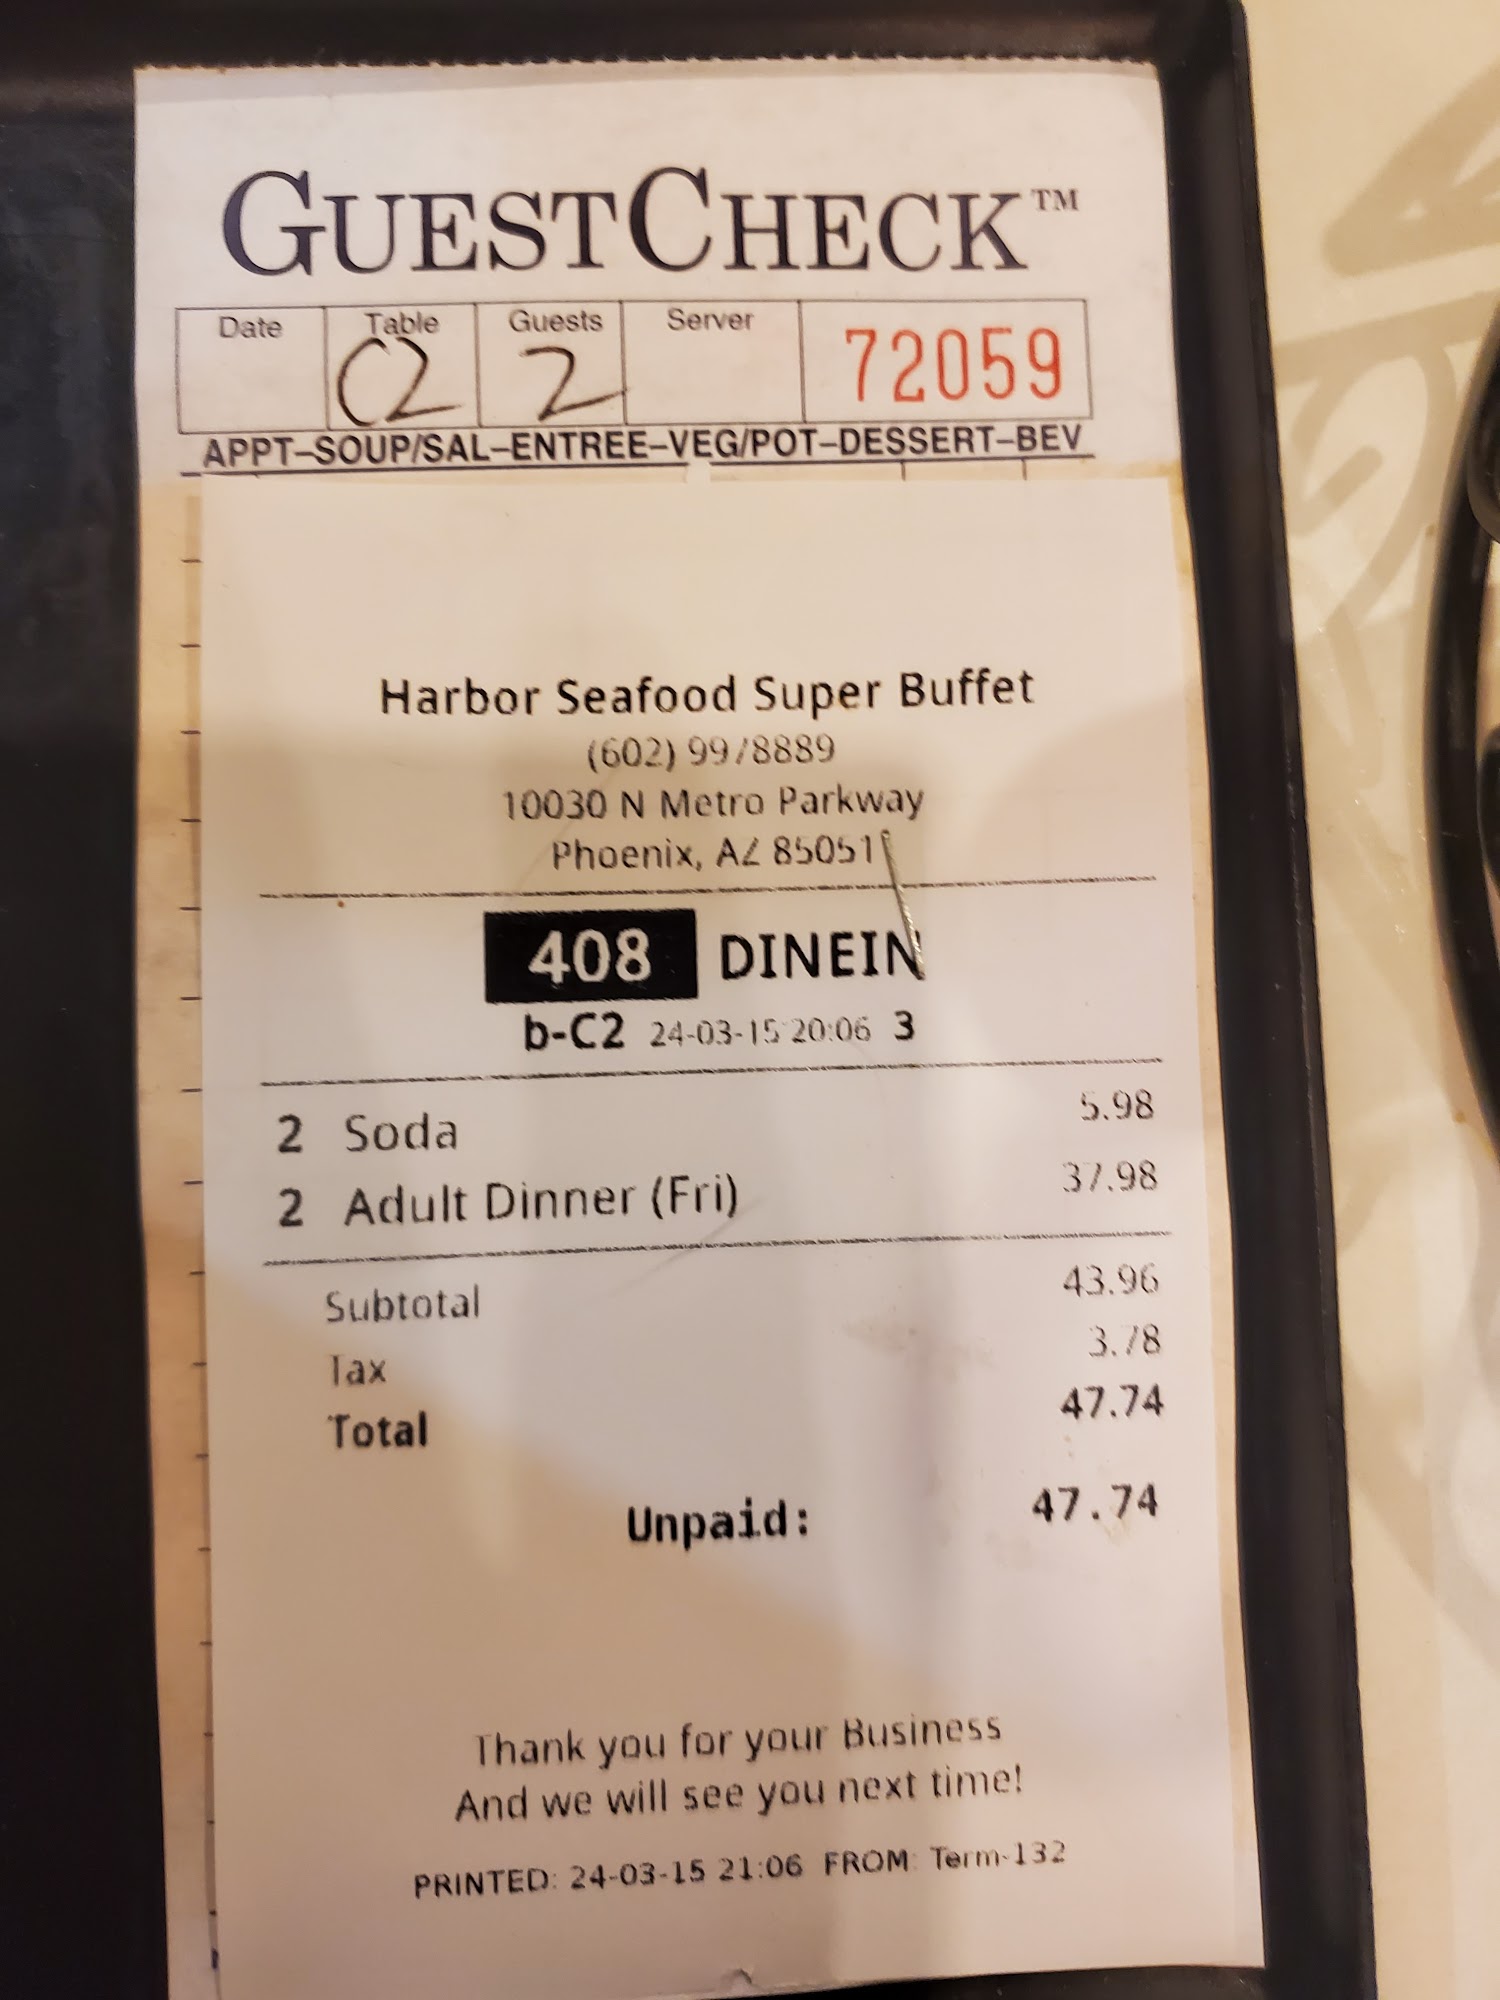 GUESTCHECK™
Date Table Guests Server 72059
C2 2
APPT–SOUP/SAL–ENTREE–VEG/POT–DESSERT–BEV
Harbor Seafood Super Buffet
(602) 9978889
10030 N Metro Parkway
Phoenix, AZ 85051
408 DINEIN
b-C2 24-03-15 20:06 3
2 Soda 5.98
2 Adult Dinner (Fri) 37.98
Subtotal 43.96
Tax 3.78
Total 47.74
Unpaid: 47.74
Thank you for your Business
And we will see you next time!
PRINTED: 24-03-15 21:06 FROM: Term-132